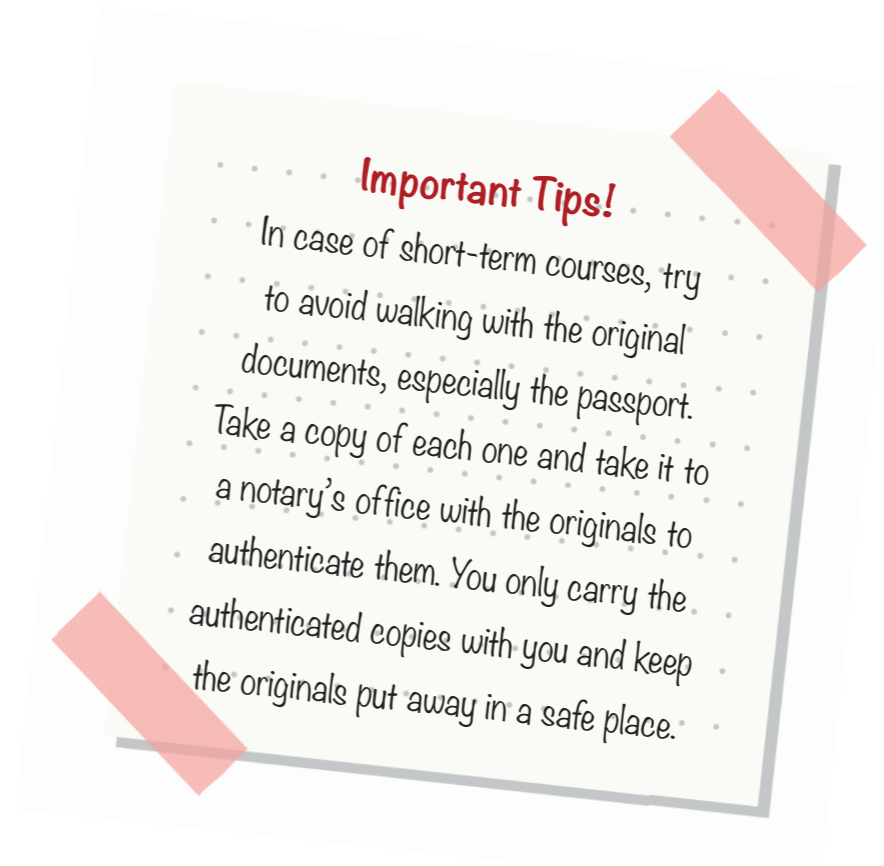 Important Tips!
In case of short-term courses, try
to avoid walking with the original
documents, especially the passport.
Take a copy of each one and take it to
a notary's office with the originals to
authenticate them. You only carry the
authenticated copies with you and keep
the originals put away in a safe place.